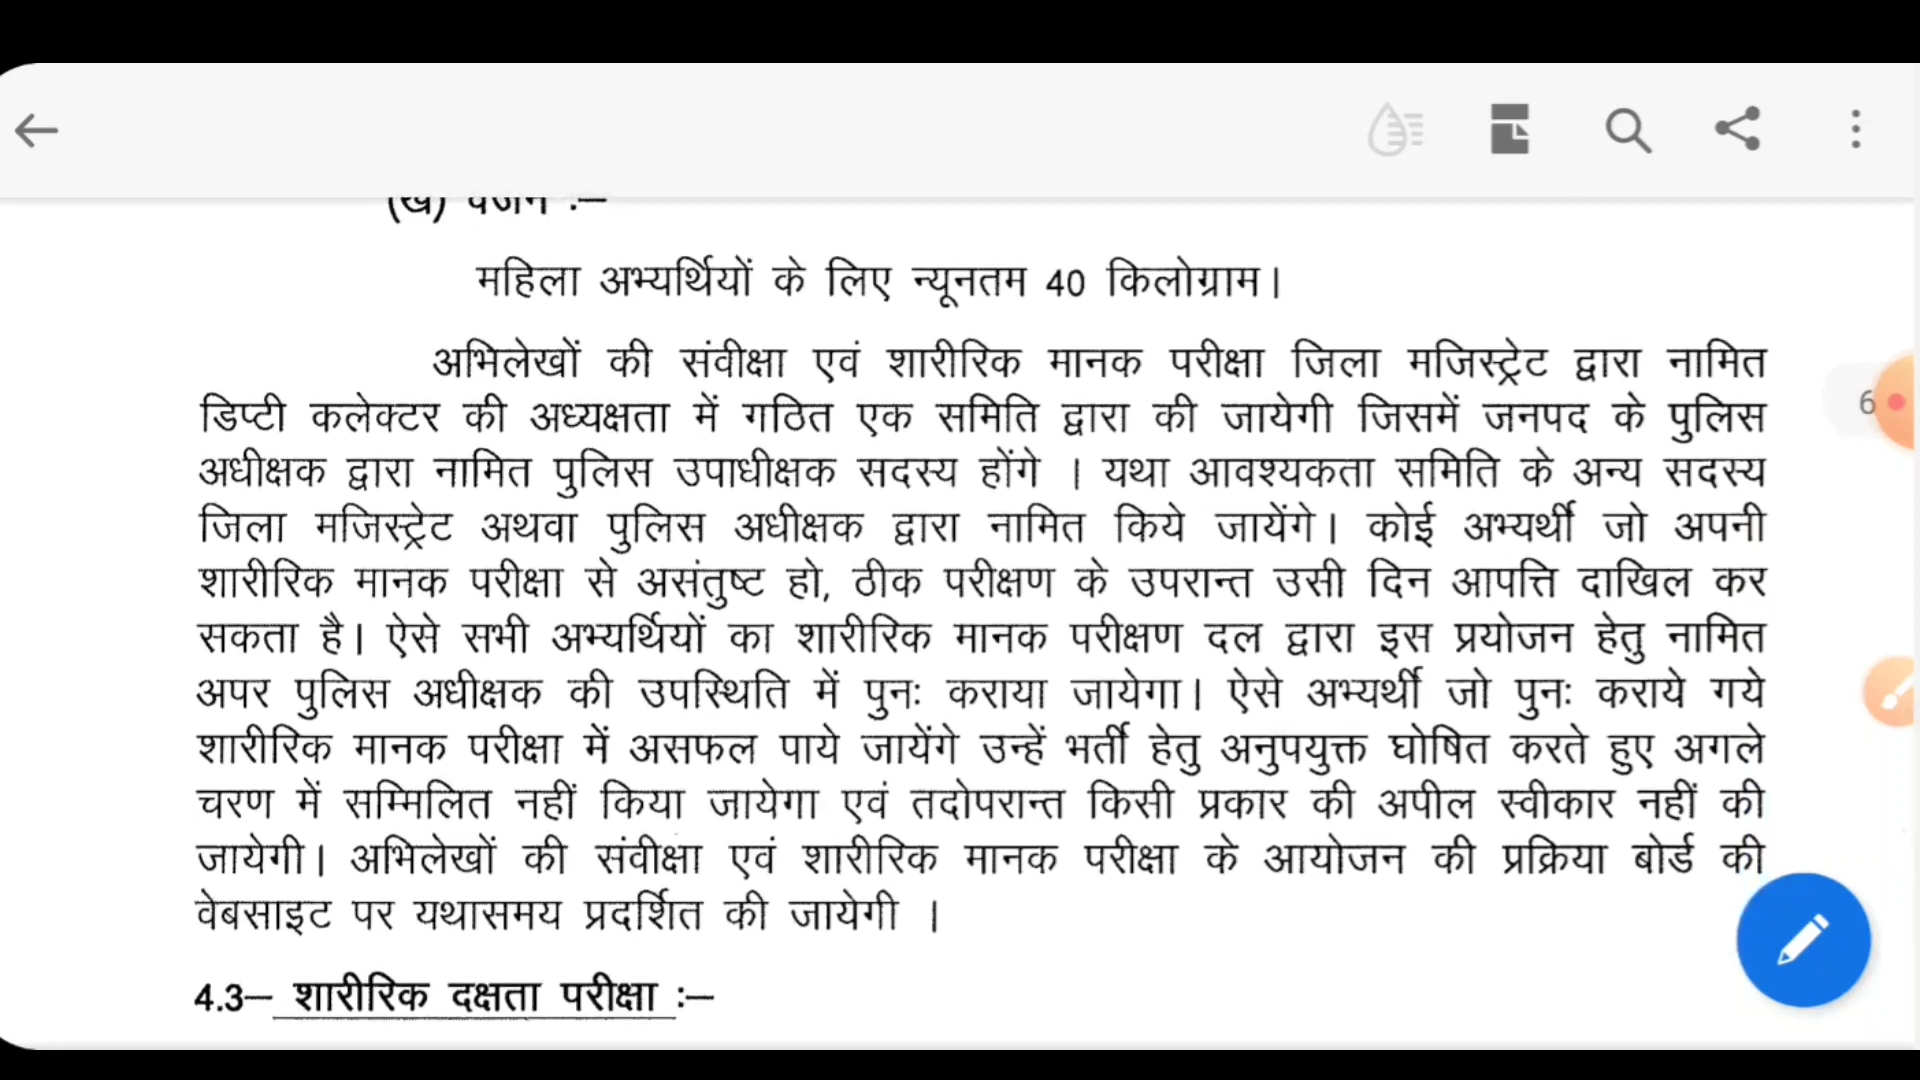 (ख) वजन :–
महिला अभ्यर्थियों के लिए न्यूनतम 40 किलोग्राम।
अभिलेखों की संवीक्षा एवं शारीरिक मानक परीक्षा जिला मजिस्ट्रेट द्वारा नामित
डिप्टी कलेक्टर की अध्यक्षता में गठित एक समिति द्वारा की जायेगी जिसमें जनपद के पुलिस
6
अधीक्षक द्वारा नामित पुलिस उपाधीक्षक सदस्य होंगे । यथा आवश्यकता समिति के अन्य सदस्य
जिला मजिस्ट्रेट अथवा पुलिस अधीक्षक द्वारा नामित किये जायेंगे। कोई अभ्यर्थी जो अपनी
शारीरिक मानक परीक्षा से असंतुष्ट हो, ठीक परीक्षण के उपरान्त उसी दिन आपत्ति दाखिल कर
सकता है। ऐसे सभी अभ्यर्थियों का शारीरिक मानक परीक्षण दल द्वारा इस प्रयोजन हेतु नामित
अपर पुलिस अधीक्षक की उपस्थिति में पुनः कराया जायेगा। ऐसे अभ्यर्थी जो पुनः कराये गये
शारीरिक मानक परीक्षा में असफल पाये जायेंगे उन्हें भर्ती हेतु अनुपयुक्त घोषित करते हुए अगले
चरण में सम्मिलित नहीं किया जायेगा एवं तदोपरान्त किसी प्रकार की अपील स्वीकार नहीं की
जायेगी। अभिलेखों की संवीक्षा एवं शारीरिक मानक परीक्षा के आयोजन की प्रक्रिया बोर्ड की
वेबसाइट पर यथासमय प्रदर्शित की जायेगी ।
4.3– शारीरिक दक्षता परीक्षा :–